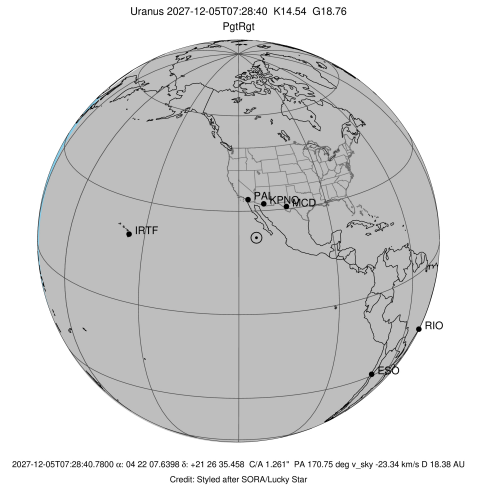 Uranus 2027-12-05T07:28:40 K14.54 G18.76
PgtRgt
PAL
KPNO
MCD
IRTF
RIO
ESO
2027-12-05T07:28:40.7800 α: 04 22 07.6398 δ: +21 26 35.458 C/A 1.261" PA 170.75 deg v_sky -23.34 km/s D 18.38 AU
Credit: Styled after SORA/Lucky Star